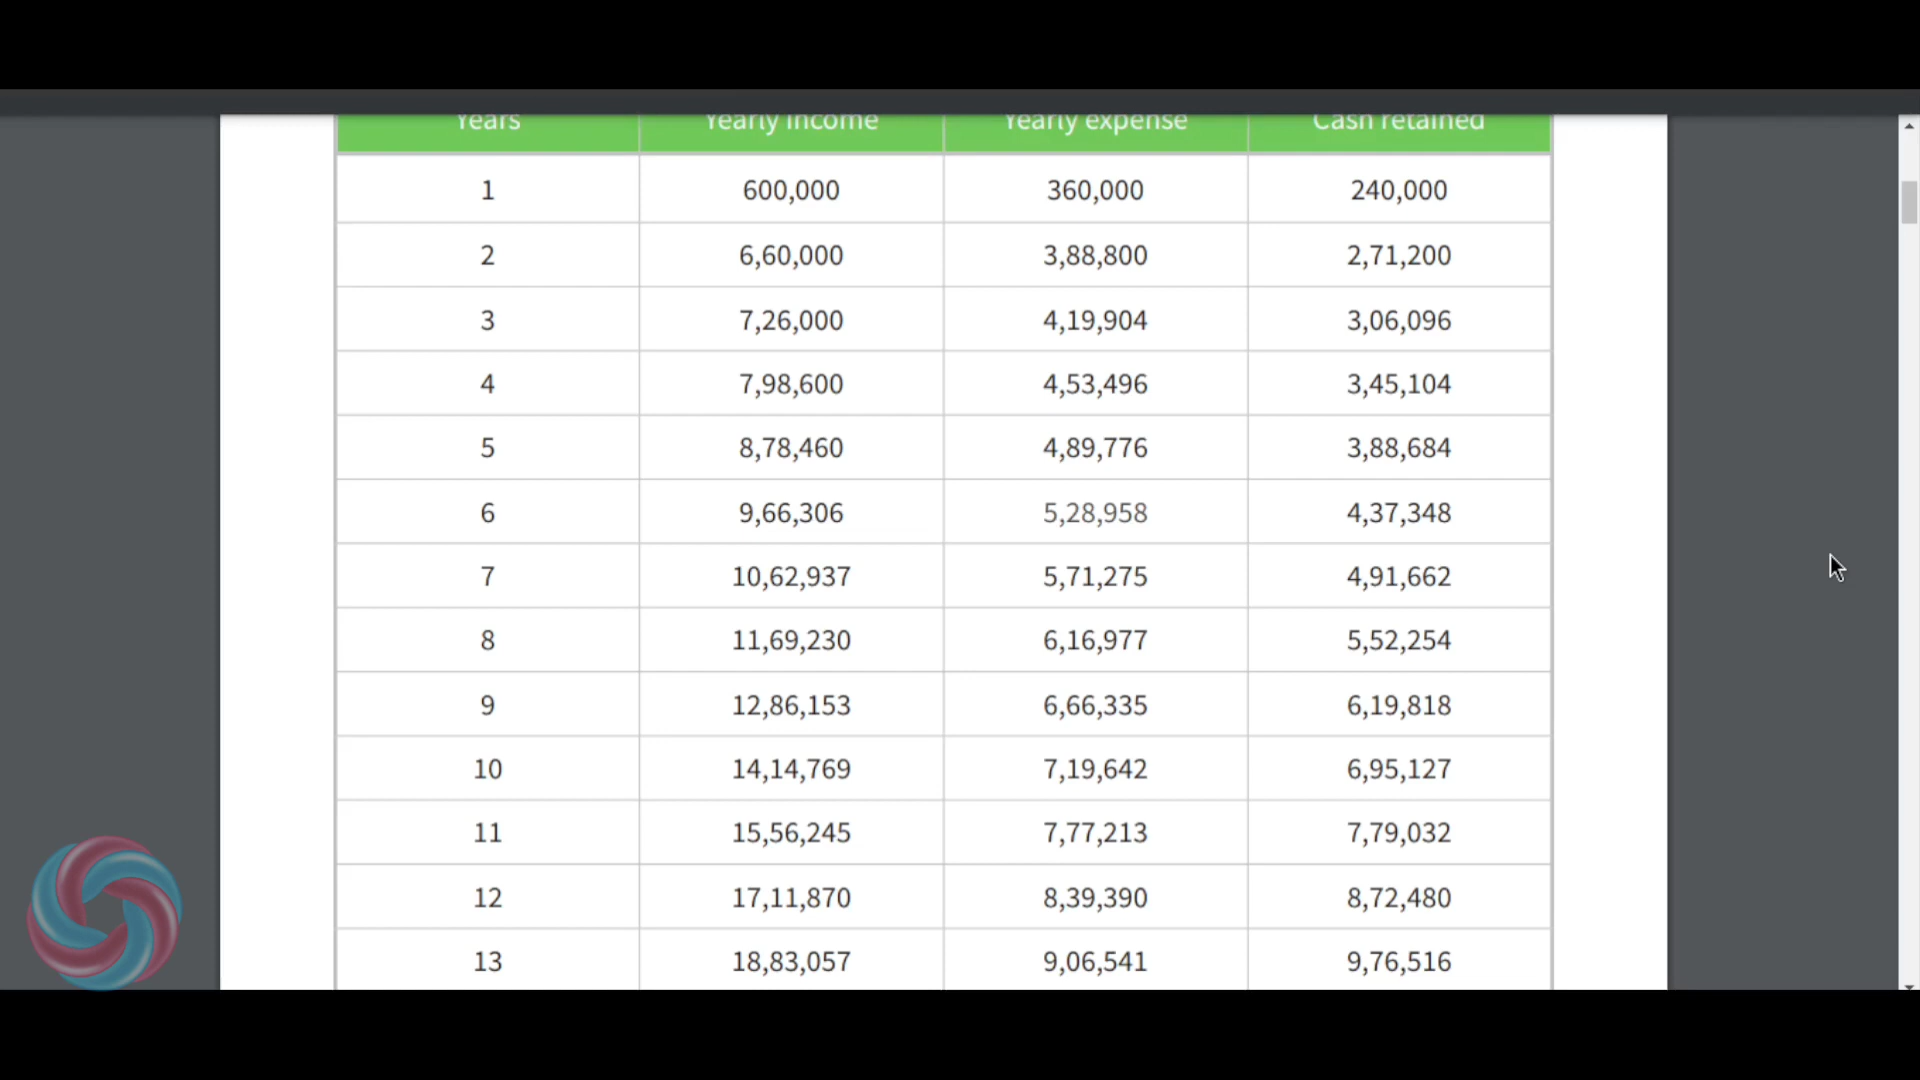 Years Yearly income Yearly expense Cash retained
1 600,000 360,000 240,000
2 6,60,000 3,88,800 2,71,200
3 7,26,000 4,19,904 3,06,096
4 7,98,600 4,53,496 3,45,104
5 8,78,460 4,89,776 3,88,684
6 9,66,306 5,28,958 4,37,348
7 10,62,937 5,71,275 4,91,662
8 11,69,230 6,16,977 5,52,254
9 12,86,153 6,66,335 6,19,818
10 14,14,769 7,19,642 6,95,127
11 15,56,245 7,77,213 7,79,032
12 17,11,870 8,39,390 8,72,480
13 18,83,057 9,06,541 9,76,516